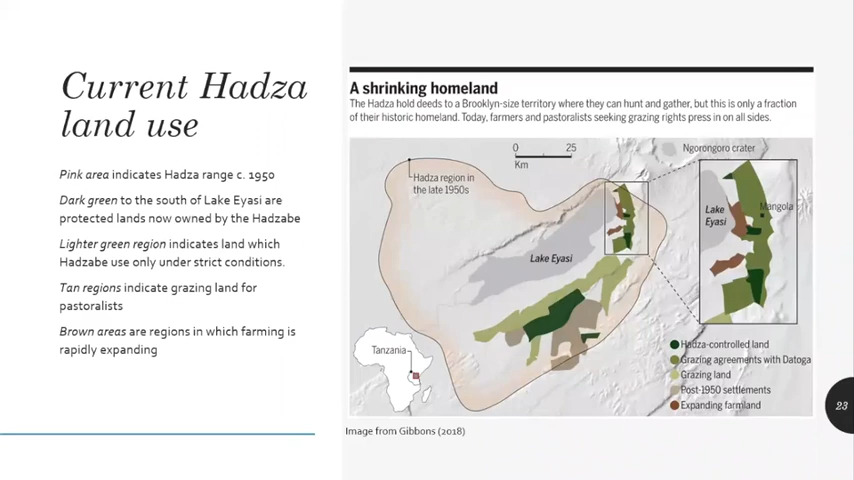 Current Hadza
land use
Pink area indicates Hadza range c. 1950
Dark green to the south of Lake Eyasi are
protected lands now owned by the Hadzabe
Lighter green region indicates land which
Hadzabe use only under strict conditions.
Tan regions indicate grazing land for
pastoralists
Brown areas are regions in which farming is
rapidly expanding
A shrinking homeland
The Hadza hold deeds to a Brooklyn-size territory where they can hunt and gather, but this is only a fraction
of their historic homeland. Today, farmers and pastoralists seeking grazing rights press in on all sides.
0 25
Km
Ngorongoro crater
Hadza region in
the late 1950s
Lake
Eyasi
Mangola
Lake Eyasi
Tanzania
Hadza-controlled land
Grazing agreements with Datoga
Grazing land
Post-1950 settlements
Expanding farmland
Image from Gibbons (2018)
23